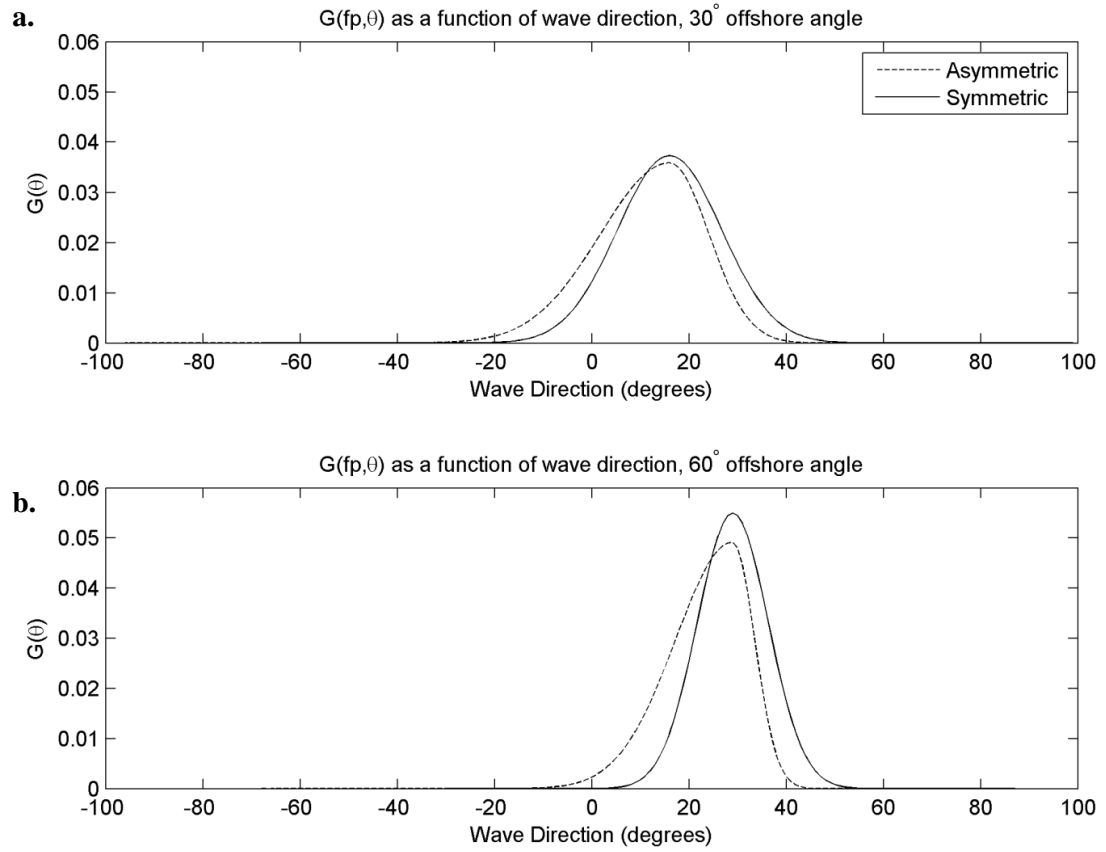 a.
G(fp,θ) as a function of wave direction, 30° offshore angle
0.06
0.05
0.04
0.03
0.02
0.01
0
G(θ)
Asymmetric
Symmetric
-100 -80 -60 -40 -20 0 20 40 60 80 100
Wave Direction (degrees)
b.
G(fp,θ) as a function of wave direction, 60° offshore angle
0.06
0.05
0.04
0.03
0.02
0.01
0
G(θ)
-100 -80 -60 -40 -20 0 20 40 60 80 100
Wave Direction (degrees)